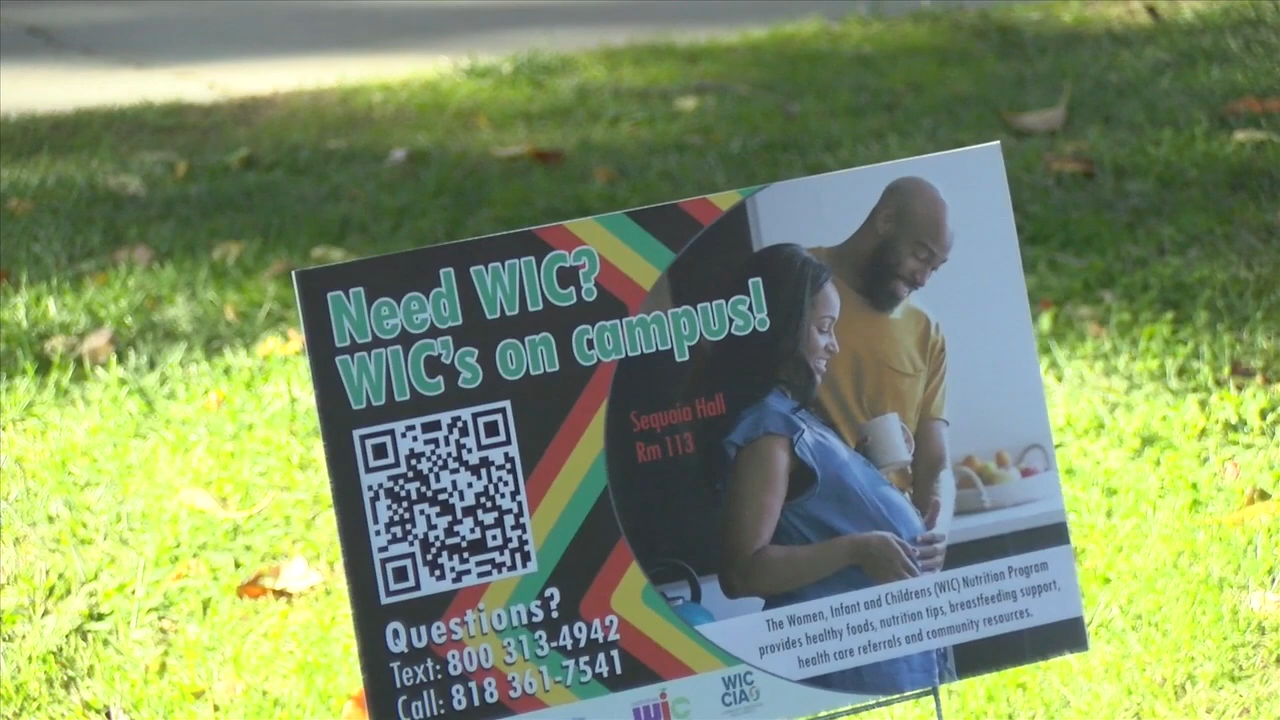 Need WIC?
WIC's on campus!
Sequoia Hall
Rm 113
Questions?
Text: 800 313-4942
Call: 818 361-7541
The Women, Infant and Childrens (WIC) Nutrition Program
provides healthy foods, nutrition tips, breastfeeding support,
health care referrals and community resources.
wic
WIC
CIAO